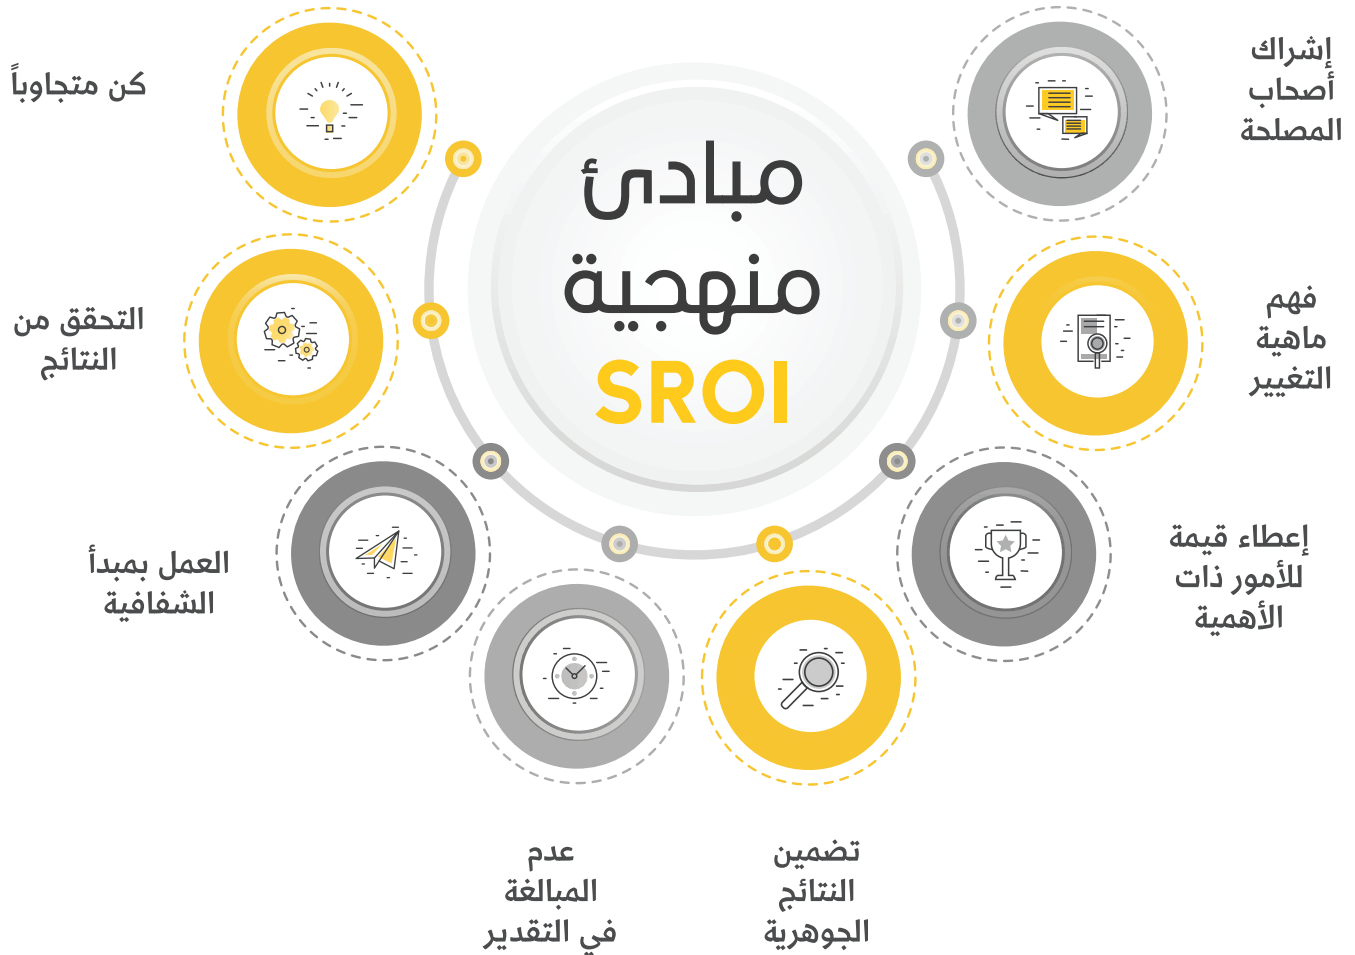 مبادئ
منهجية
SROI
إشراك
أصحاب
المصلحة
فهم
ماهية
التغيير
إعطاء قيمة
للأمور ذات
الأهمية
تضمين
النتائج
الجوهرية
عدم
المبالغة
في التقدير
العمل بمبدأ
الشفافية
التحقق من
النتائج
كن متجاوباً